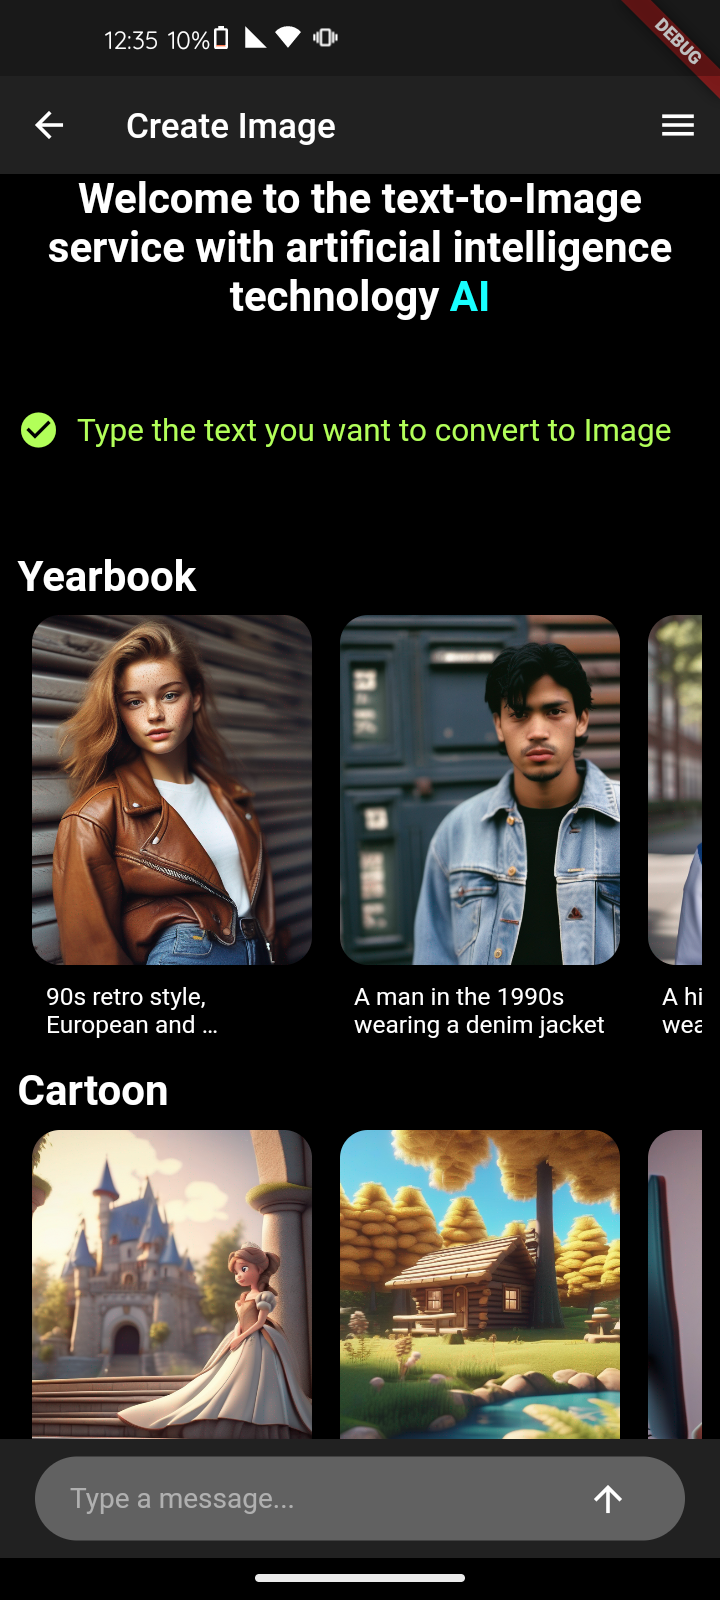 12:35 10%
DEBUG
Create Image
Welcome to the text-to-Image
service with artificial intelligence
technology AI
Type the text you want to convert to Image
Yearbook
90s retro style,
European and ...
A man in the 1990s
wearing a denim jacket
A hi
wea
Cartoon
Type a message...